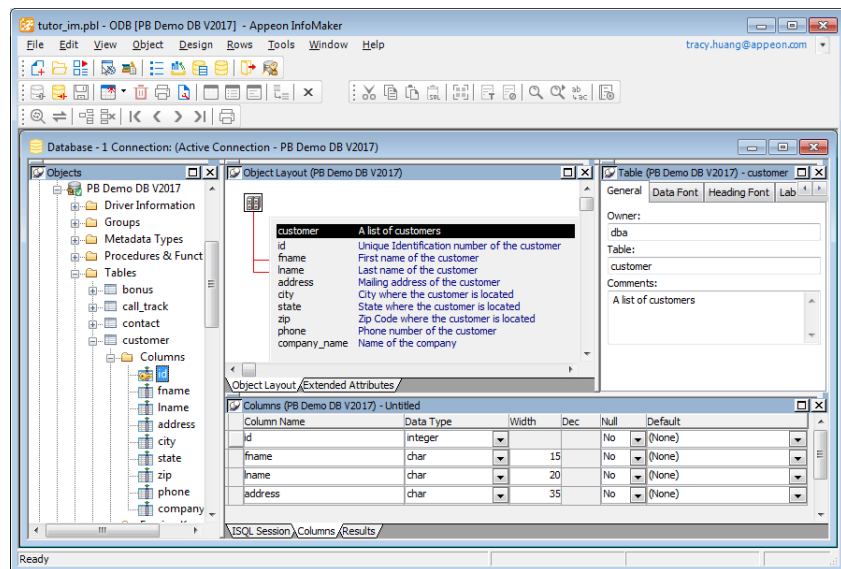 tutor_im.pbl - ODB [PB Demo DB V2017] - Appeon InfoMaker
File Edit View Object Design Rows Tools Window Help tracy.huang@appeon.com
Database - 1 Connection: (Active Connection - PB Demo DB V2017)
Objects
PB Demo DB V2017
Driver Information
Groups
Metadata Types
Procedures & Funct
Tables
bonus
call_track
contact
customer
Columns
id
fname
lname
address
city
state
zip
phone
company
Object Layout (PB Demo DB V2017)
customer A list of customers
id Unique Identification number of the customer
fname First name of the customer
lname Last name of the customer
address Mailing address of the customer
city City where the customer is located
state State where the customer is located
zip Zip Code where the customer is located
phone Phone number of the customer
company_name Name of the company
Object Layout Extended Attributes
Table (PB Demo DB V2017) - customer
General Data Font Heading Font Lab
Owner:
dba
Table:
customer
Comments:
A list of customers
Columns (PB Demo DB V2017) - Untitled
Column Name Data Type Width Dec Null Default
id integer No (None)
fname char 15 No (None)
lname char 20 No (None)
address char 35 No (None)
ISQL Session Columns Results
Ready